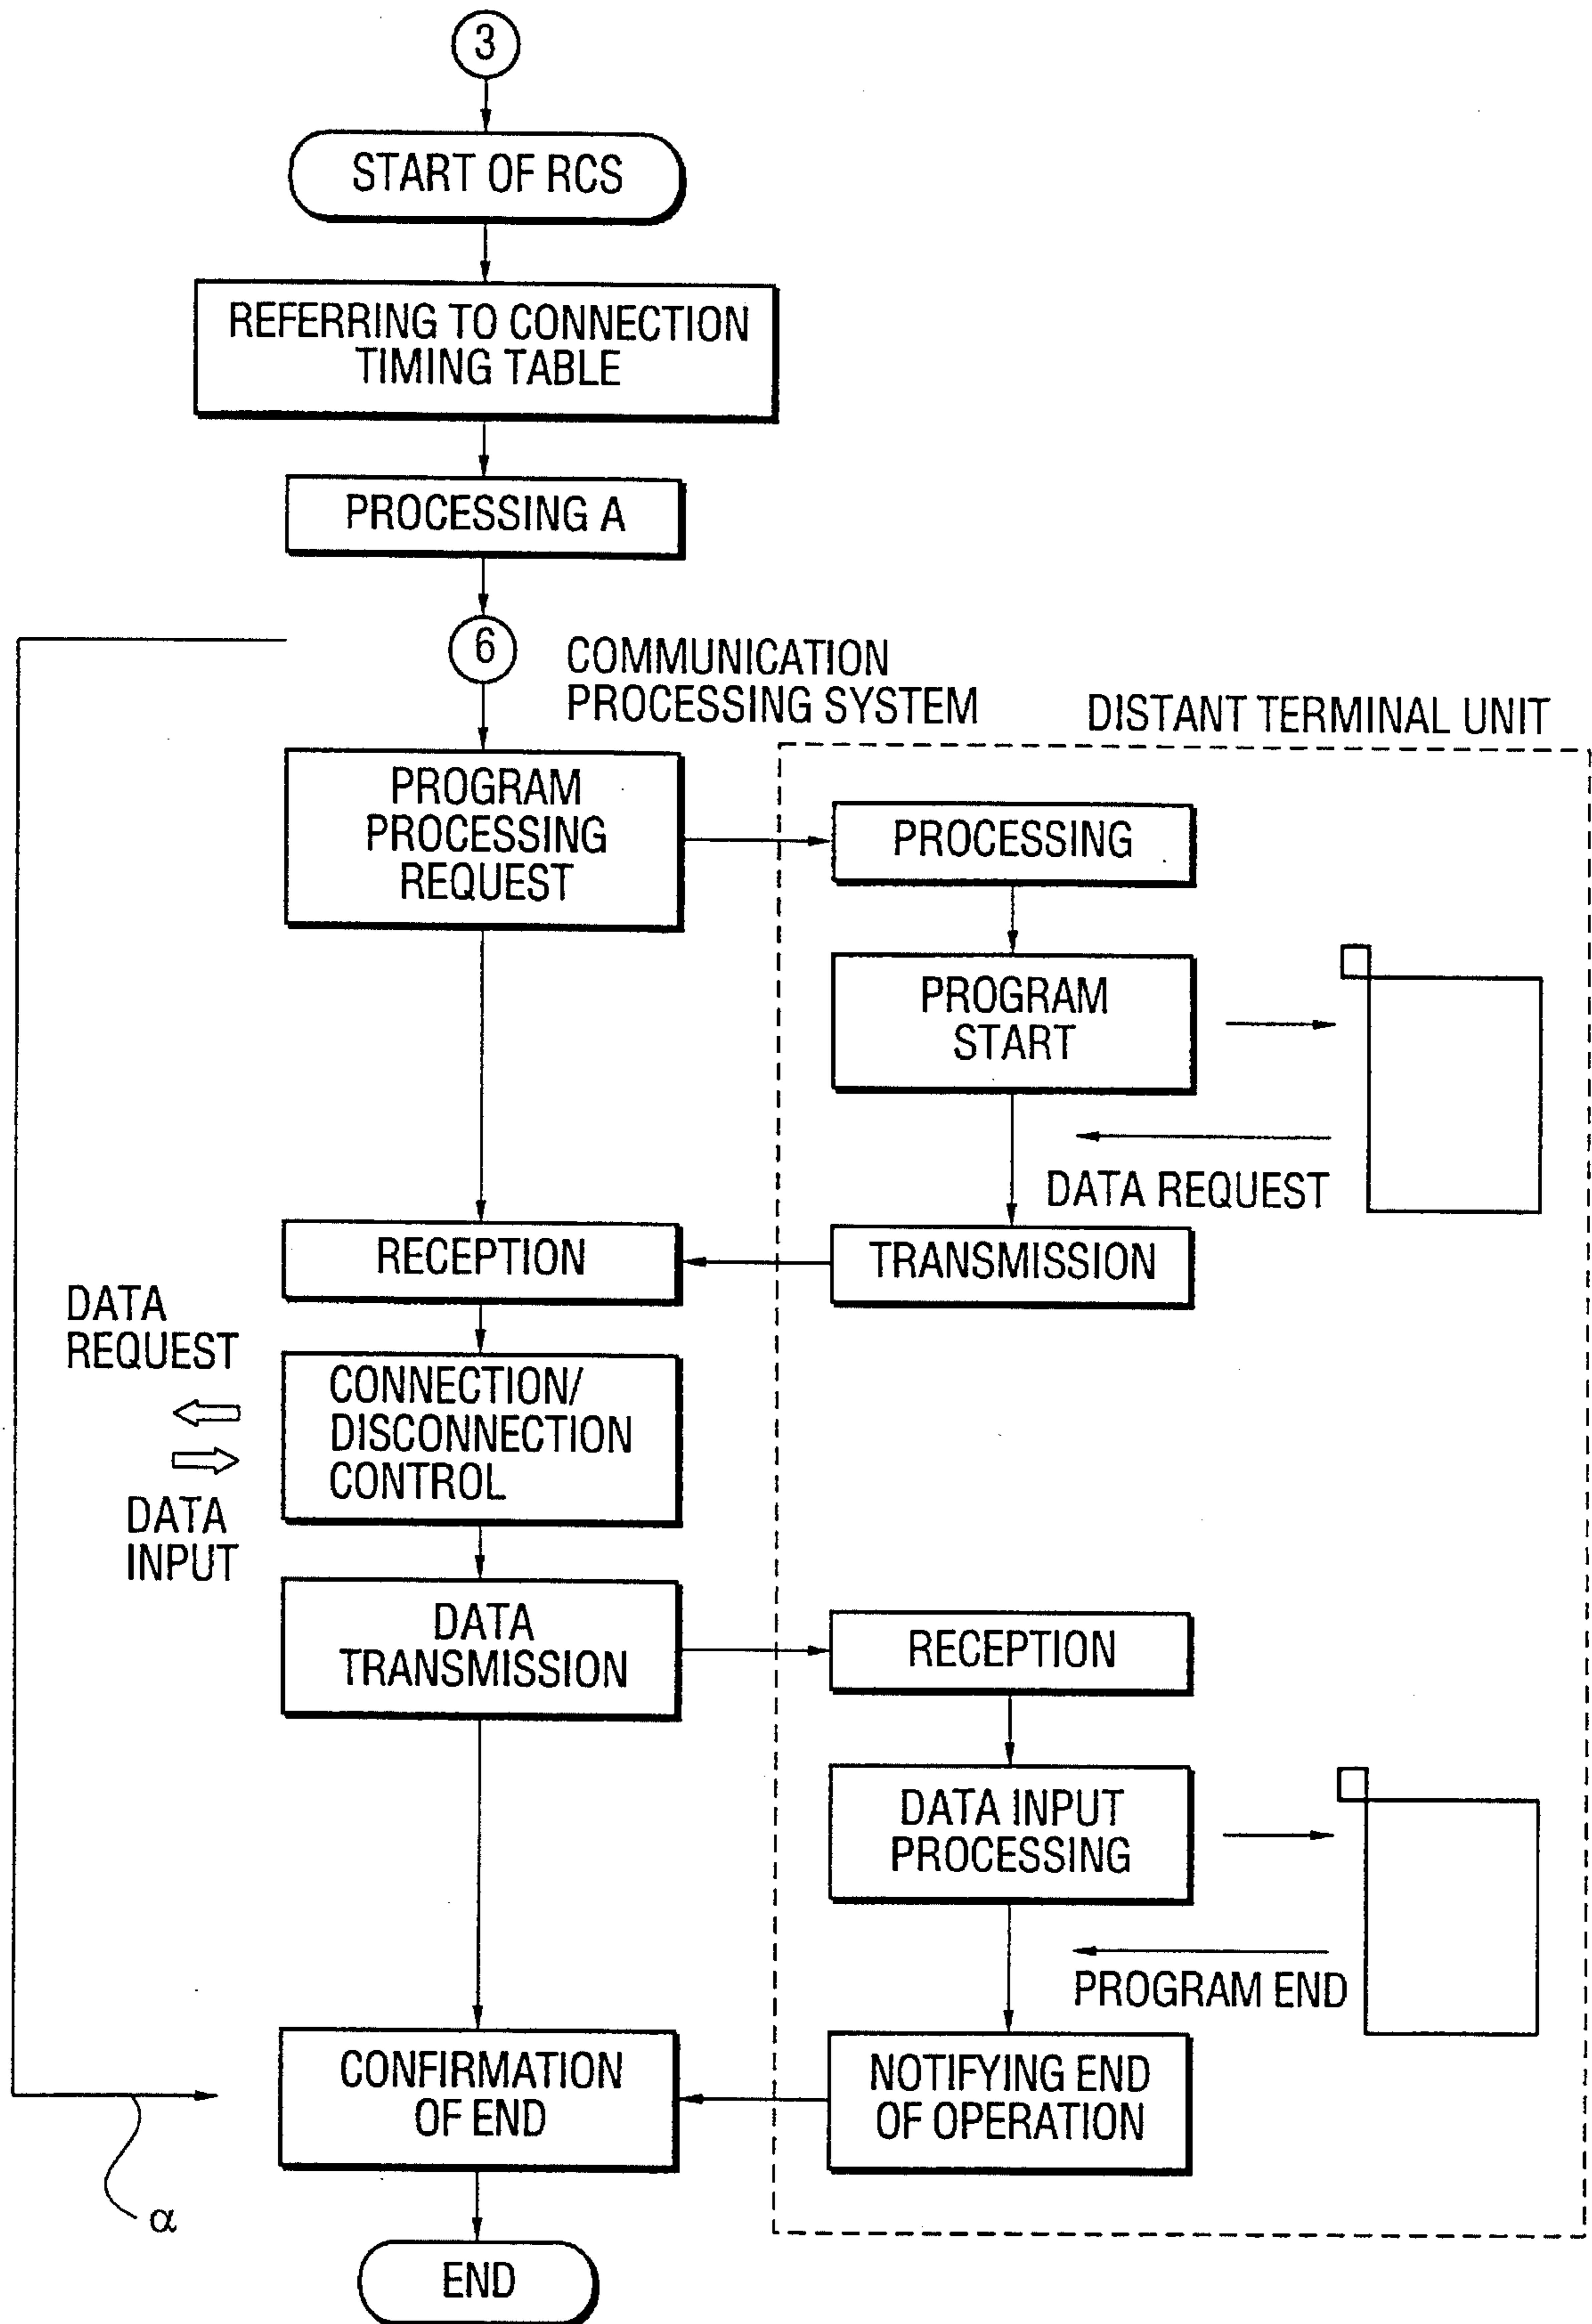 3
START OF RCS
REFERRING TO CONNECTION
TIMING TABLE
PROCESSING A
6
COMMUNICATION
PROCESSING SYSTEM
DISTANT TERMINAL UNIT
PROGRAM
PROCESSING
REQUEST
PROCESSING
PROGRAM
START
DATA REQUEST
RECEPTION
TRANSMISSION
DATA
REQUEST
CONNECTION/
DISCONNECTION
CONTROL
DATA
INPUT
DATA
TRANSMISSION
RECEPTION
DATA INPUT
PROCESSING
PROGRAM END
CONFIRMATION
OF END
NOTIFYING END
OF OPERATION
α
END